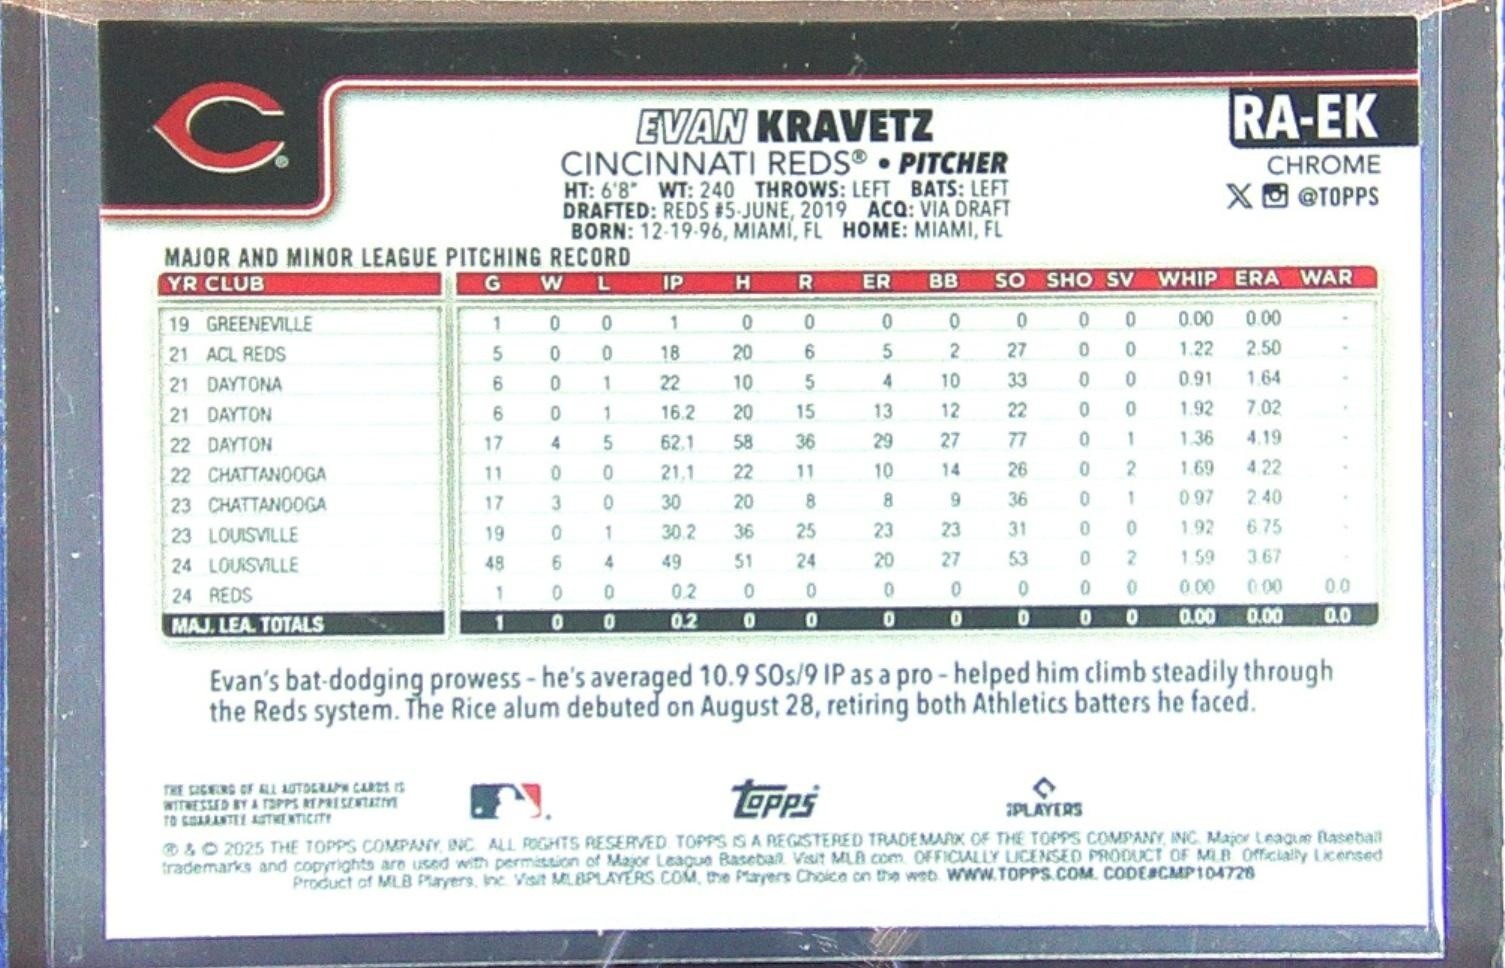 EVAN KRAVETZ
RA-EK
CINCINNATI REDS® • PITCHER
CHROME
HT: 6'8" WT: 240 THROWS: LEFT BATS: LEFT
@TOPPS
DRAFTED: REDS #5-JUNE, 2019 ACQ: VIA DRAFT
BORN: 12-19-96, MIAMI, FL HOME: MIAMI, FL
MAJOR AND MINOR LEAGUE PITCHING RECORD
YR CLUB G W L IP H R ER BB SO SHO SV WHIP ERA WAR
19 GREENEVILLE 1 0 0 1 0 0 0 0 0 0 0 0.00 0.00 -
21 ACL REDS 5 0 0 18 20 6 5 2 27 0 0 1.22 2.50 -
21 DAYTONA 6 0 1 22 10 5 4 10 33 0 0 0.91 1.64 -
21 DAYTON 6 0 1 16.2 20 15 13 12 22 0 0 1.92 7.02 -
22 DAYTON 17 4 5 62.1 58 36 29 27 77 0 1 1.36 4.19 -
22 CHATTANOOGA 11 0 0 21.1 22 11 10 14 26 0 2 1.69 4.22 -
23 CHATTANOOGA 17 3 0 30 20 8 8 9 36 0 1 0.97 2.40 -
23 LOUISVILLE 19 0 1 30.2 36 25 23 23 31 0 0 1.92 6.75 -
24 LOUISVILLE 48 6 4 49 51 24 20 27 53 0 2 1.59 3.67 -
24 REDS 1 0 0 0.2 0 0 0 0 0 0 0 0.00 0.00 0.0
MAJ. LEA. TOTALS 1 0 0 0.2 0 0 0 0 0 0 0 0.00 0.00 0.0
Evan's bat-dodging prowess – he's averaged 10.9 SOs/9 IP as a pro – helped him climb steadily through
the Reds system. The Rice alum debuted on August 28, retiring both Athletics batters he faced.
THE SIGNING OF ALL AUTOGRAPH CARDS IS
WITNESSED BY A TOPPS REPRESENTATIVE
TO GUARANTEE AUTHENTICITY
topps
PLAYERS
® & © 2025 THE TOPPS COMPANY, INC. ALL RIGHTS RESERVED. TOPPS IS A REGISTERED TRADEMARK OF THE TOPPS COMPANY, INC. Major League Baseball
trademarks and copyrights are used with permission of Major League Baseball. Visit MLB.com. OFFICIALLY LICENSED PRODUCT OF MLB Officially Licensed
Product of MLB Players, Inc. Visit MLBPLAYERS.COM, the Players Choice on the web. WWW.TOPPS.COM. CODE#CMP104726